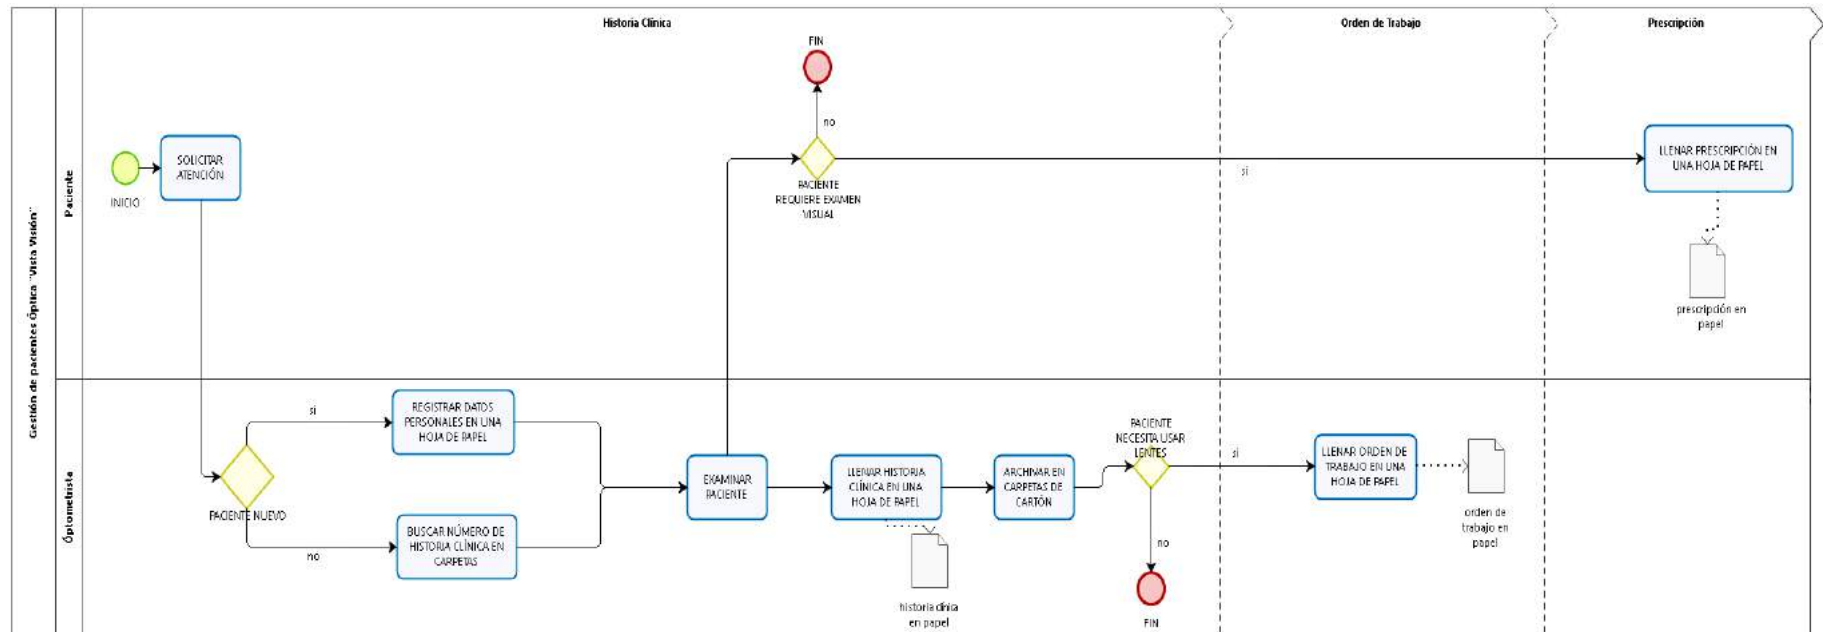 Historia Clínica
Orden de Trabajo
Prescripción
Gestión de pacientes Óptica "Vista Visión"
Paciente
INICIO
SOLICITAR
ATENCIÓN
FIN
no
PACIENTE
REQUIERE EXAMEN
VISUAL
si
LLENAR PRESCRIPCIÓN EN
UNA HOJA DE PAPEL
prescripción en
papel
Óptometrista
PACIENTE NUEVO
si
REGISTRAR DATOS
PERSONALES EN UNA
HOJA DE PAPEL
no
BUSCAR NÚMERO DE
HISTORIA CLÍNICA EN
CARPETAS
EXAMINAR
PACIENTE
LLENAR HISTORIA
CLÍNICA EN UNA
HOJA DE PAPEL
historia clínica
en papel
ARCHIVAR EN
CARPETAS DE
CARTÓN
PACIENTE
NECESITA USAR
LENTES
si
no
FIN
LLENAR ORDEN DE
TRABAJO EN UNA
HOJA DE PAPEL
orden de
trabajo en
papel